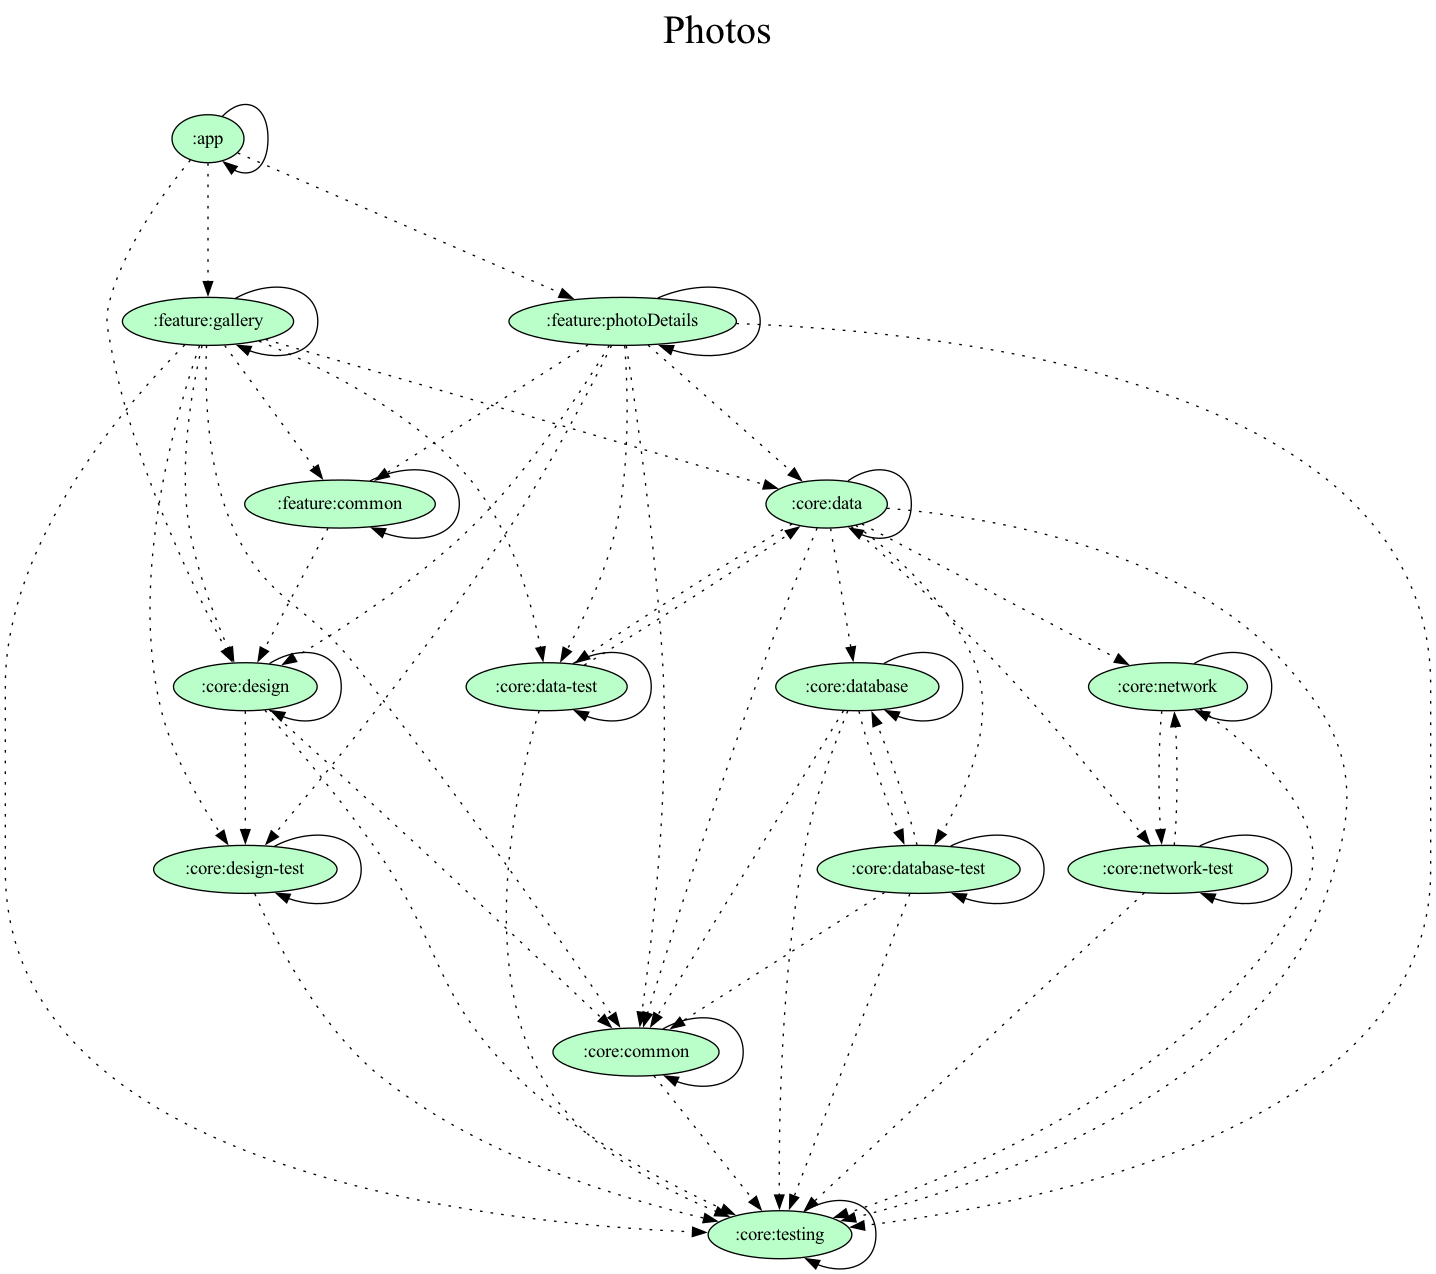 Photos
:app
:feature:gallery
:feature:photoDetails
:feature:common
:core:data
:core:design
:core:data-test
:core:database
:core:network
:core:design-test
:core:database-test
:core:network-test
:core:common
:core:testing